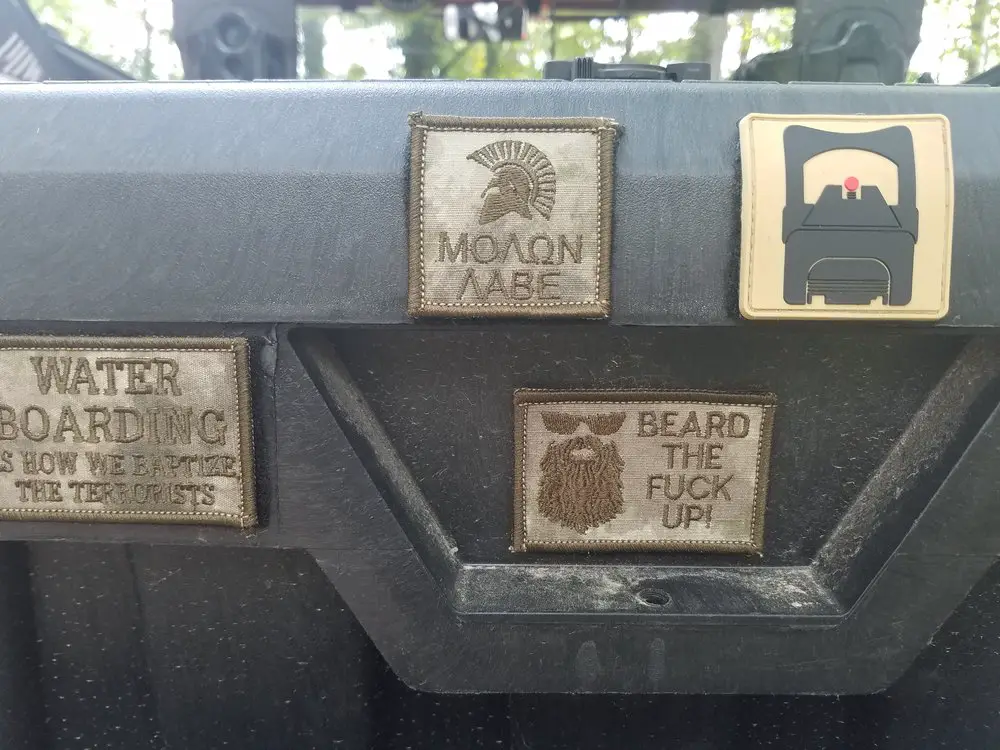 ΜΟΛΩΝ
ΛΑΒΕ
WATER
BOARDING
S HOW WE BAPTIZE
THE TERRORISTS
BEARD
THE
FUCK
UP!